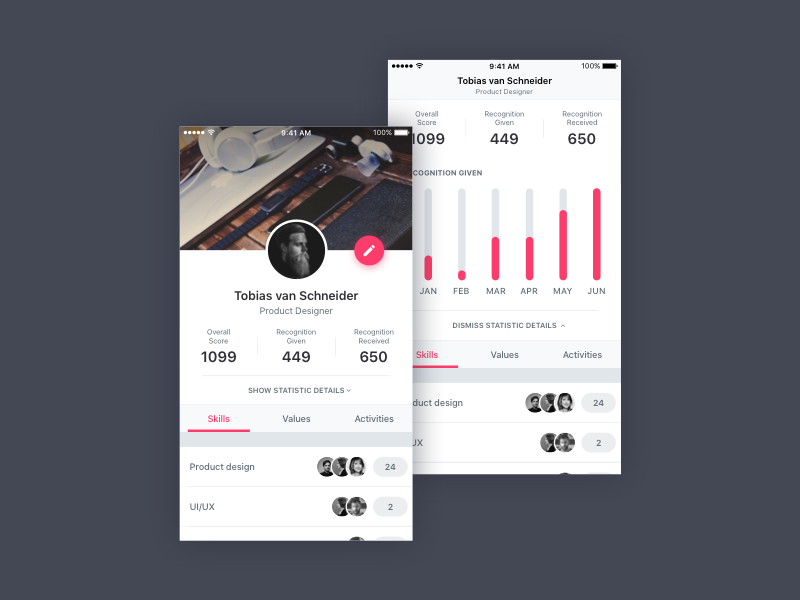 9:41 AM
100%
Tobias van Schneider
Product Designer
Overall
Score
Recognition
Given
Recognition
Received
1099
449
650
SHOW STATISTIC DETAILS
Skills
Values
Activities
Product design
24
UI/UX
2
9:41 AM
100%
Tobias van Schneider
Product Designer
Overall
Score
Recognition
Given
Recognition
Received
1099
449
650
COGNITION GIVEN
JAN
FEB
MAR
APR
MAY
JUN
DISMISS STATISTIC DETAILS
Skills
Values
Activities
duct design
24
UX
2